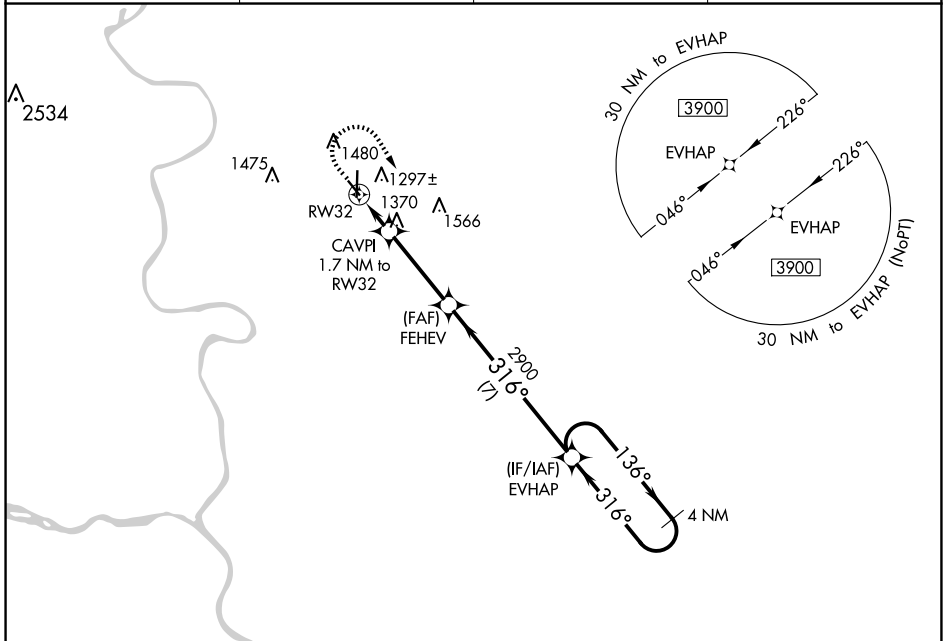 2534
1475
1480
1297±
1370
1566
RW32
CAVPI
1.7 NM to
RW32
(FAF)
FEHEV
2900
316°
(7)
(IF/IAF)
EVHAP
136°
316°
4 NM
30 NM to EVHAP
3900
226°
EVHAP
046°
226°
EVHAP
046°
3900
30 NM to EVHAP (NoPT)